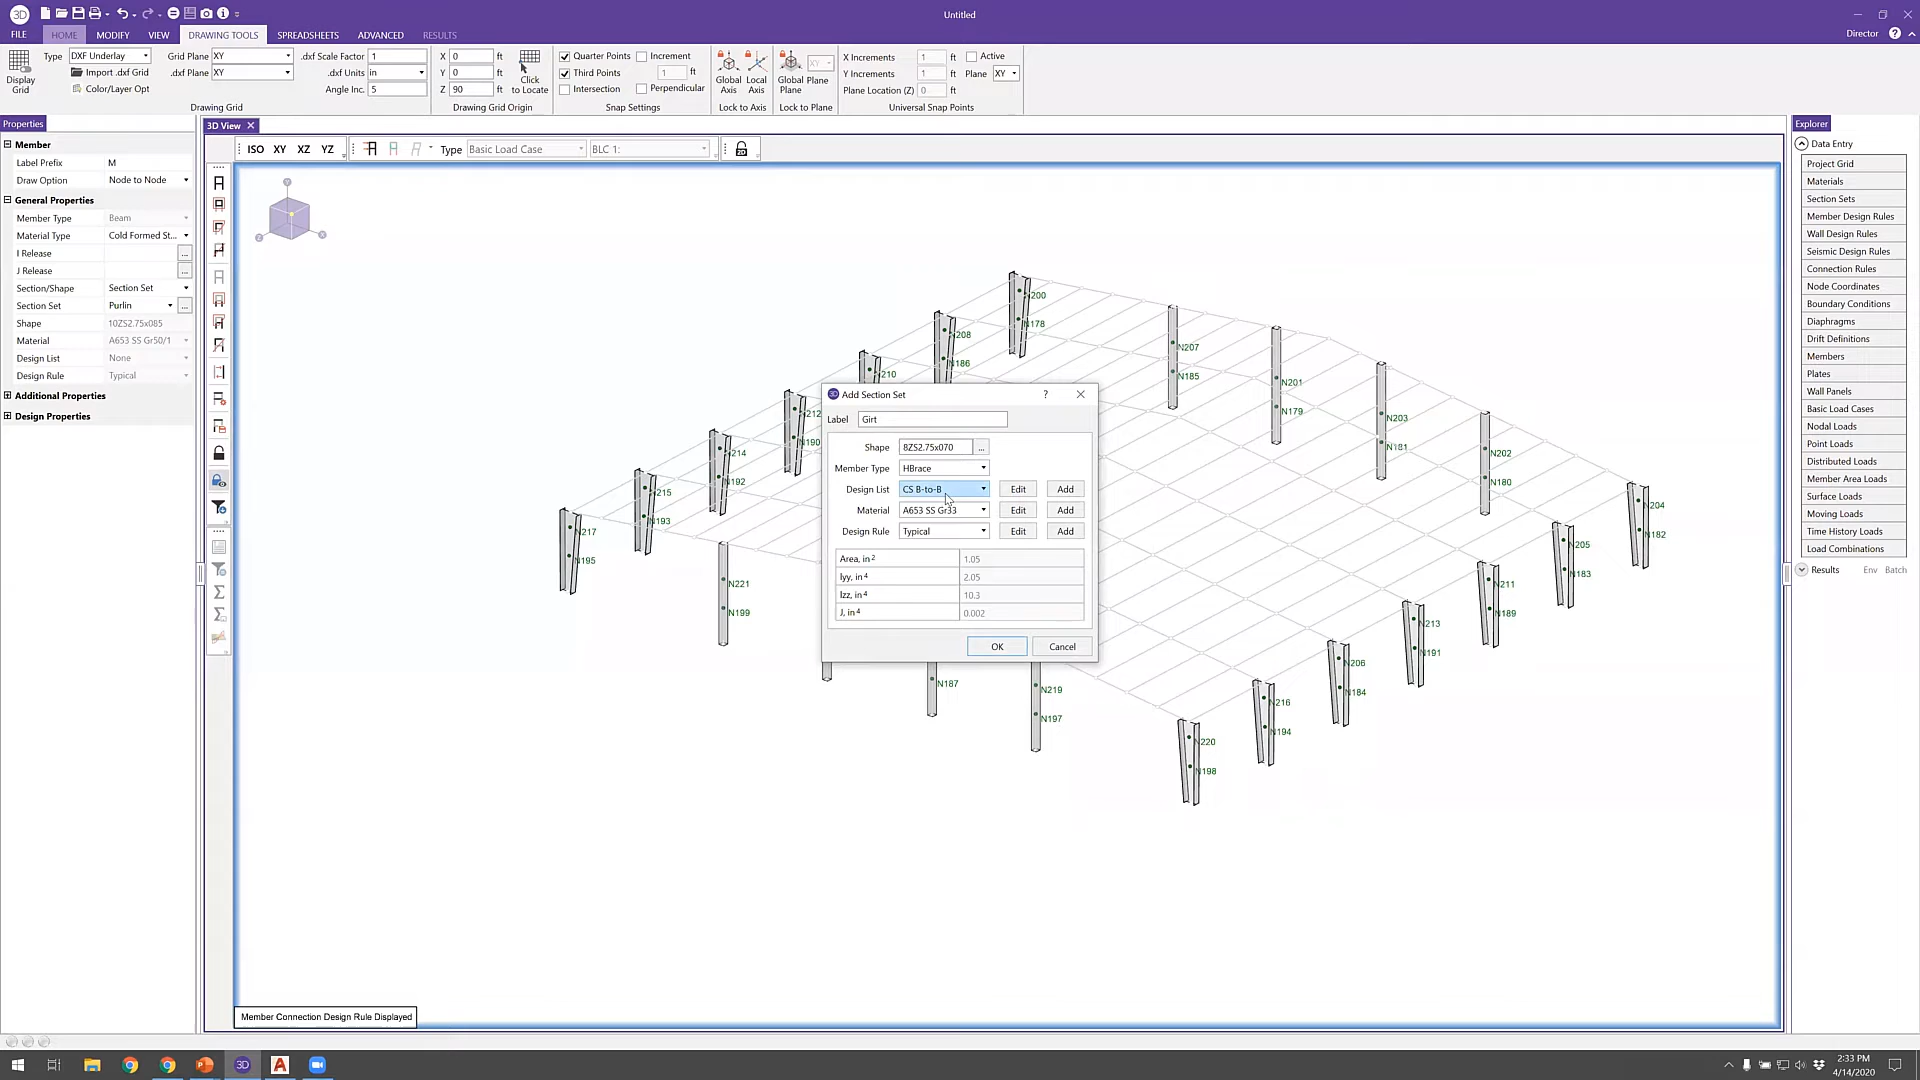 3D
Untitled
FILE HOME MODIFY VIEW DRAWING TOOLS SPREADSHEETS ADVANCED RESULTS
Director
Display Grid
Type DXF Underlay
Import .dxf Grid
Color/Layer Opt
Grid Plane XY
.dxf Plane XY
.dxf Scale Factor 1
.dxf Units in
Angle Inc. 5
Drawing Grid
X 0 ft
Y 0 ft
Z 90 ft
Click to Locate
Drawing Grid Origin
Quarter Points Increment
Third Points 1 ft
Intersection Perpendicular
Snap Settings
Global Axis
Local Axis
Lock to Axis
Global Plane
XY
Plane
Lock to Plane
X Increments 1 ft Active
Y Increments 1 ft Plane XY
Plane Location (Z) 0 ft
Universal Snap Points
Properties
Member
Label Prefix M
Draw Option Node to Node
General Properties
Member Type Beam
Material Type Cold Formed St...
I Release ...
J Release ...
Section/Shape Section Set
Section Set Purlin ...
Shape 10ZS2.75x085
Material A653 SS Gr50/1
Design List None
Design Rule Typical
Additional Properties
Design Properties
3D View
ISO XY XZ YZ Type Basic Load Case BLC 1:
Y
Z
X
N200
N178
N208
N186
N210
N212
N190
N214
N192
N215
N193
N217
N195
N221
N199
N207
N185
N201
N179
N203
N181
N202
N180
N204
N182
N205
N183
N211
N189
N213
N191
N206
N184
N216
N194
N220
N198
N187
N219
N197
Add Section Set ?
Label Girt
Shape 8ZS2.75x070 ...
Member Type HBrace
Design List CS B-to-B Edit Add
Material A653 SS Gr33 Edit Add
Design Rule Typical Edit Add
Area, in2 1.05
Iyy, in4 2.05
Izz, in4 10.3
J, in4 0.002
OK Cancel
Member Connection Design Rule Displayed
Explorer
Data Entry
Project Grid
Materials
Section Sets
Member Design Rules
Wall Design Rules
Seismic Design Rules
Connection Rules
Node Coordinates
Boundary Conditions
Diaphragms
Drift Definitions
Members
Plates
Wall Panels
Basic Load Cases
Nodal Loads
Point Loads
Distributed Loads
Member Area Loads
Surface Loads
Moving Loads
Time History Loads
Load Combinations
Results Env Batch
2:33 PM
4/14/2020